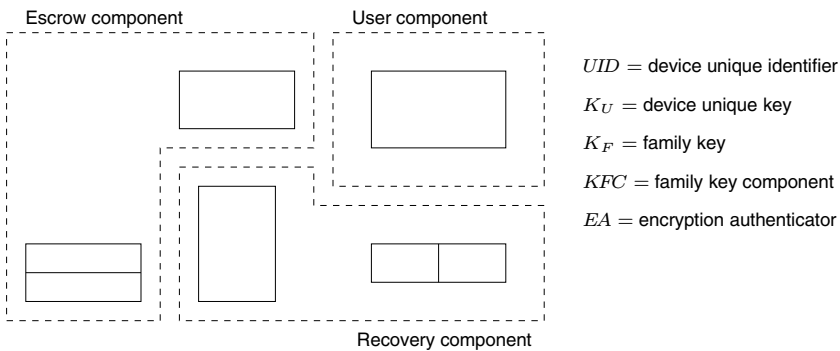 Escrow component
User component
UID = device unique identifier
K_U = device unique key
K_F = family key
KFC = family key component
EA = encryption authenticator
Recovery component